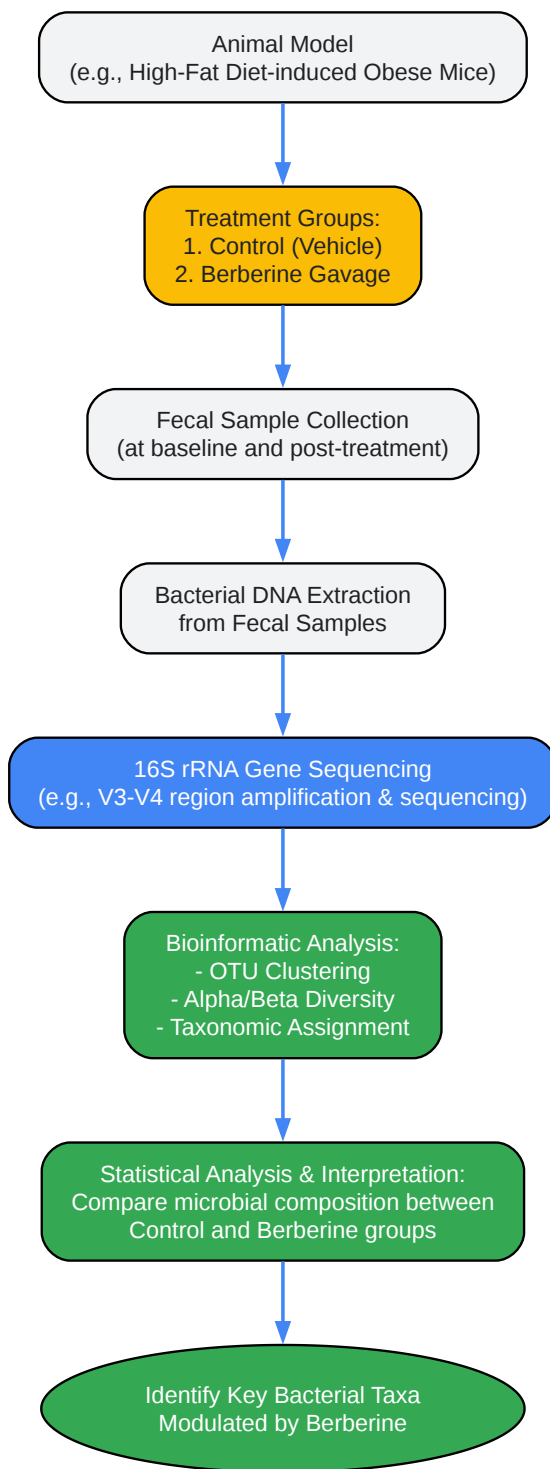 Animal Model
(e.g., High-Fat Diet-induced Obese Mice)
Treatment Groups:
1. Control (Vehicle)
2. Berberine Gavage
Fecal Sample Collection
(at baseline and post-treatment)
Bacterial DNA Extraction
from Fecal Samples
16S rRNA Gene Sequencing
(e.g., V3-V4 region amplification & sequencing)
Bioinformatic Analysis:
- OTU Clustering
- Alpha/Beta Diversity
- Taxonomic Assignment
Statistical Analysis & Interpretation:
Compare microbial composition between
Control and Berberine groups
Identify Key Bacterial Taxa
Modulated by Berberine